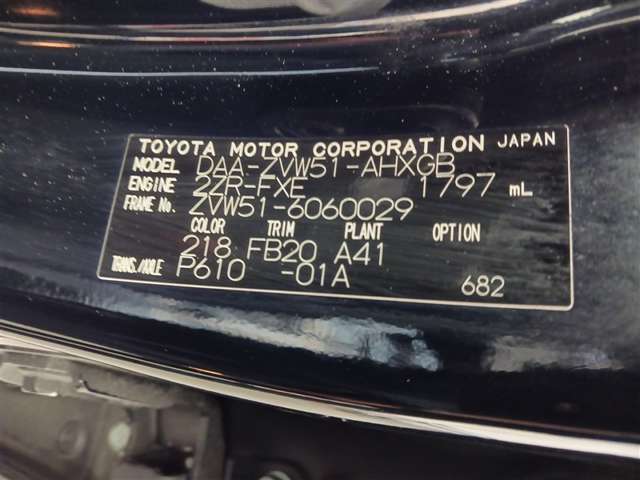 TOYOTA MOTOR CORPORATION JAPAN
MODEL DAA-ZVW51-AHXGB
ENGINE 2ZR-FXE 1797 mL
FRAME No. ZVW51-6060029
COLOR TRIM PLANT OPTION
218 FB20 A41
TRANS./AXLE P610 -01A 682